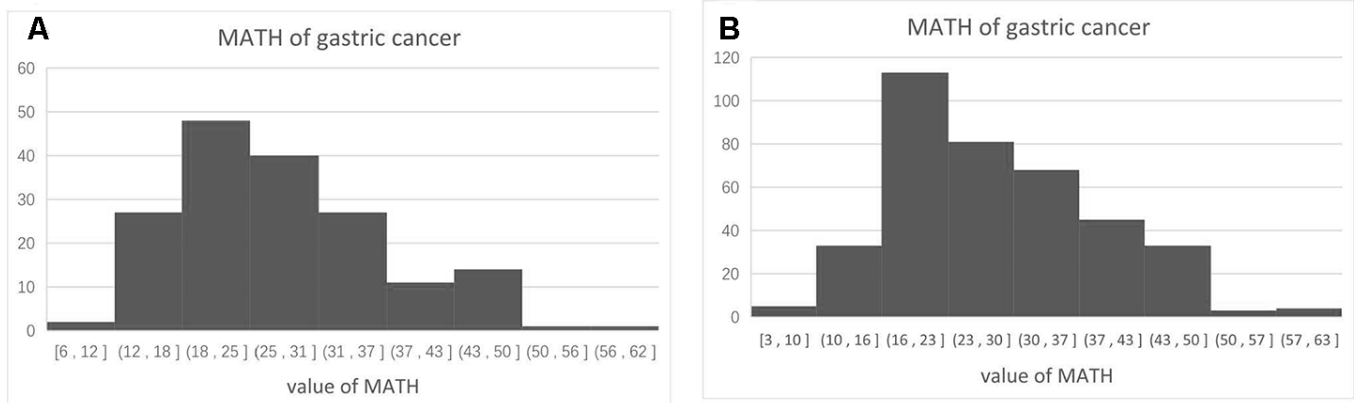 A
MATH of gastric cancer
60
50
40
30
20
10
0
[6 , 12 ] (12 , 18 ] (18 , 25 ] (25 , 31 ] (31 , 37 ] (37 , 43 ] (43 , 50 ] (50 , 56 ] (56 , 62 ]
value of MATH
B
MATH of gastric cancer
120
100
80
60
40
20
0
[3 , 10 ] (10 , 16 ] (16 , 23 ] (23 , 30 ] (30 , 37 ] (37 , 43 ] (43 , 50 ] (50 , 57 ] (57 , 63 ]
value of MATH